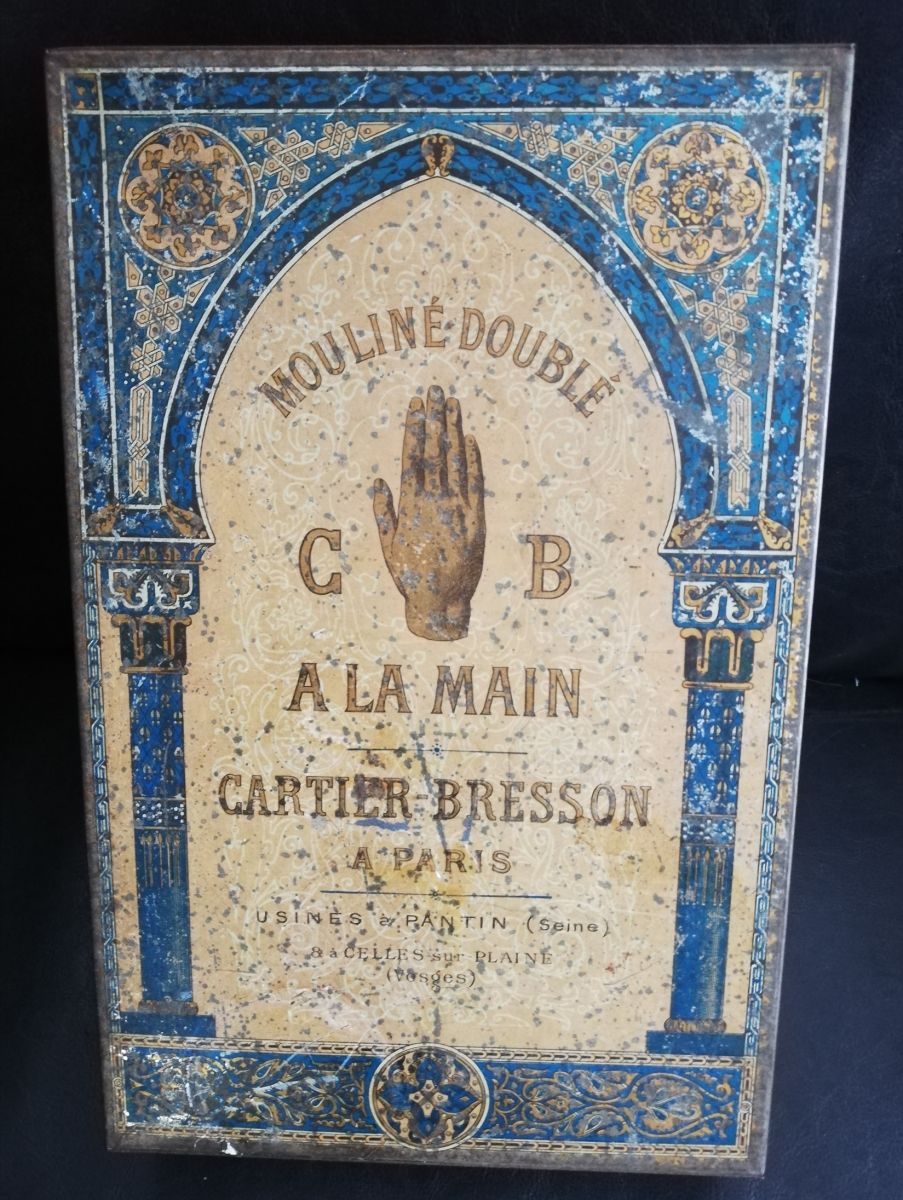 MOULINÉ DOUBLÉ
C B
A LA MAIN
CARTIER-BRESSON
A PARIS
USINES à PANTIN (Seine)
& à CELLES sur PLAINE
(Vosges)